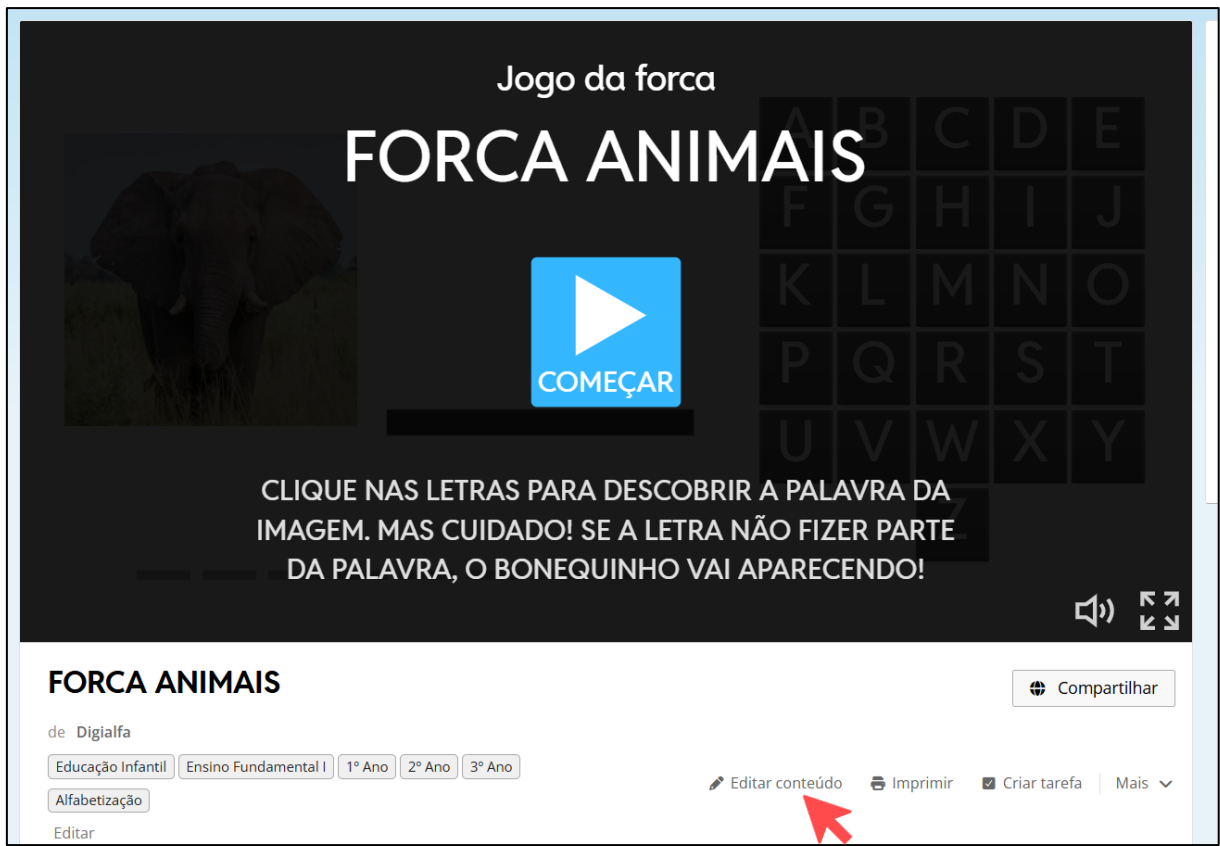 Jogo da forca
FORCA ANIMAIS
A B C D E
F G H I J
K L M N O
P Q R S T
U V W X Y
Z
COMEÇAR
CLIQUE NAS LETRAS PARA DESCOBRIR A PALAVRA DA
IMAGEM. MAS CUIDADO! SE A LETRA NÃO FIZER PARTE
DA PALAVRA, O BONEQUINHO VAI APARECENDO!
FORCA ANIMAIS
Compartilhar
de Digialfa
Educação Infantil Ensino Fundamental I 1º Ano 2º Ano 3º Ano
Alfabetização
Editar conteúdo Imprimir Criar tarefa Mais
Editar